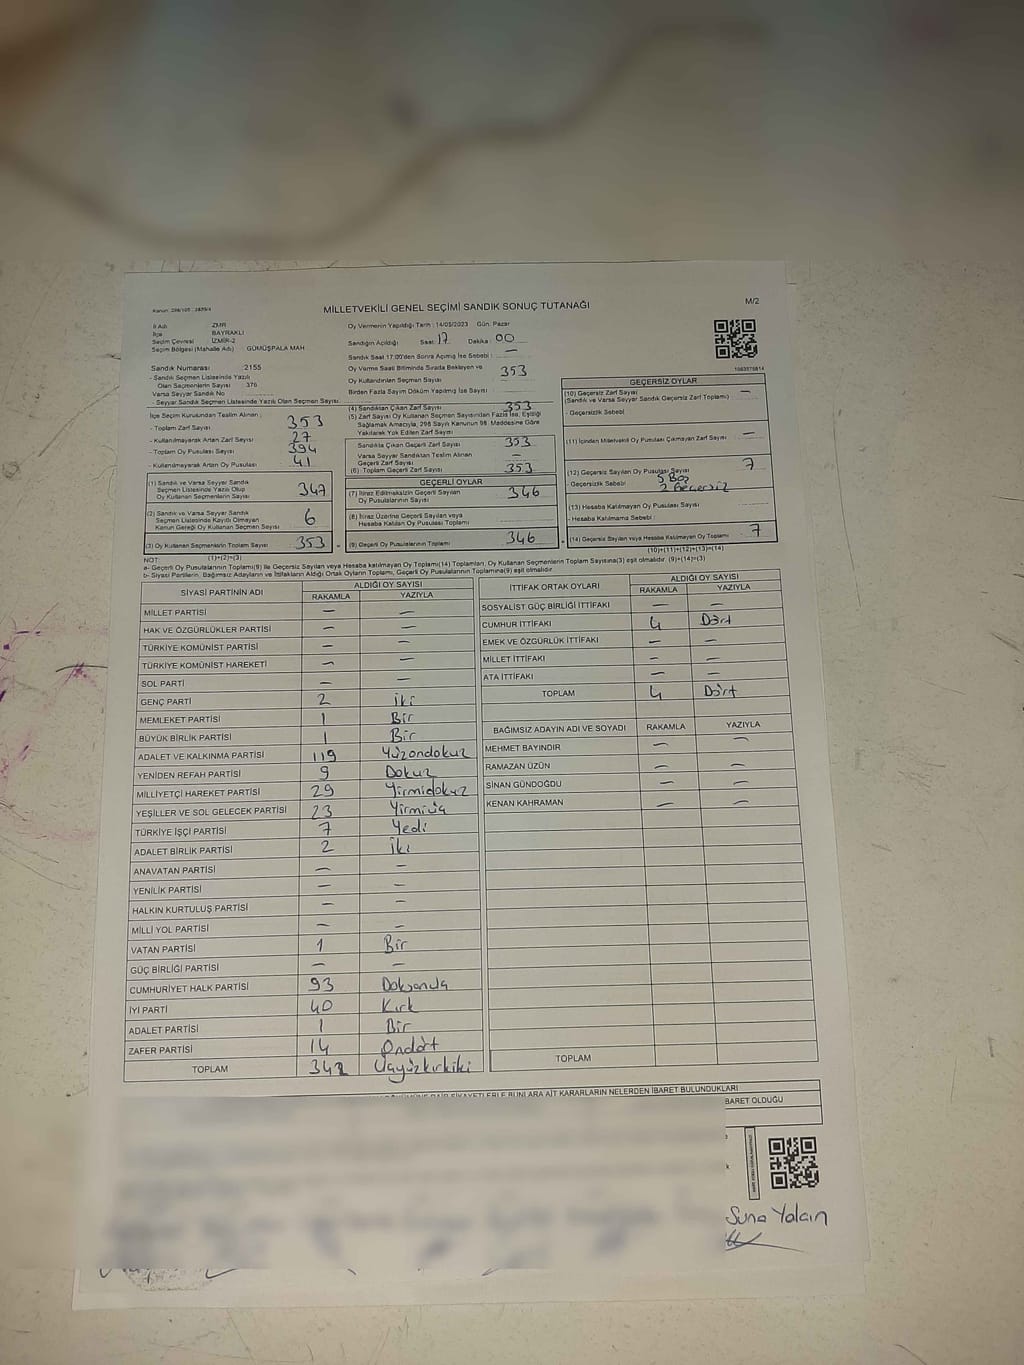 Kanun: 298/105 - 2839/4
MİLLETVEKİLİ GENEL SEÇİMİ SANDIK SONUÇ TUTANAĞI
M/2
İl Adı ZMR
İlçe BAYRAKLI
Seçim Çevresi İZMİR-2
Seçim Bölgesi (Mahalle Adı) GÜMÜŞPALA MAH
Sandık Numarası 2155
- Sandık Seçmen Listesinde Yazılı
Olan Seçmenlerin Sayısı 376
Varsa Seyyar Sandık No
- Seyyar Sandık Seçmen Listesinde Yazılı Olan Seçmen Sayısı
Oy Vermenin Yapıldığı Tarih : 14/05/2023 Gün: Pazar
Sandığın Açıldığı Saat: 17 Dakika: 00
Sandık Saat 17:00'den Sonra Açılmış İse Sebebi : —
Oy Verme Saati Bitiminde Sırada Bekleyen ve
Oy Kullandırılan Seçmen Sayısı 353
Birden Fazla Sayım Döküm Yapılmış İse Sayısı
İlçe Seçim Kurulundan Teslim Alınan ;
- Toplam Zarf Sayısı 353
- Kullanılmayarak Artan Zarf Sayısı 27
- Toplam Oy Pusulası Sayısı 394
- Kullanılmayarak Artan Oy Pusulası 41
(1) Sandık ve Varsa Seyyar Sandık
Seçmen Listesinde Yazılı Olup
Oy Kullanan Seçmenlerin Sayısı 347
(2) Sandık ve Varsa Seyyar Sandık
Seçmen Listesinde Kayıtlı Olmayan
Kanun Gereği Oy Kullanan Seçmen Sayısı 6
(3) Oy Kullanan Seçmenlerin Toplam Sayısı 353
(1)+(2)=(3)
(4) Sandıktan Çıkan Zarf Sayısı 353
(5) Zarf Sayısı Oy Kullanan Seçmen Sayısından Fazla İse, Eşitliği
Sağlamak Amacıyla, 298 Sayılı Kanunun 98. Maddesine Göre
Yakılarak Yok Edilen Zarf Sayısı
Sandıkta Çıkan Geçerli Zarf Sayısı 353
Varsa Seyyar Sandıktan Teslim Alınan
Geçerli Zarf Sayısı —
(6) Toplam Geçerli Zarf Sayısı 353
GEÇERLİ OYLAR
(7) İtiraz Edilmeksizin Geçerli Sayılan
Oy Pusulalarının Sayısı 346
(8) İtiraz Üzerine Geçerli Sayılan veya
Hesaba Katılan Oy Pusulası Toplamı
(9) Geçerli Oy Pusulalarının Toplamı 346
1663576814
GEÇERSİZ OYLAR
(10) Geçersiz Zarf Sayısı —
(Sandık ve Varsa Seyyar Sandık Geçersiz Zarf Toplamı)
- Geçersizlik Sebebi
(11) İçinden Milletvekili Oy Pusulası Çıkmayan Zarf Sayısı —
(12) Geçersiz Sayılan Oy Pusulası Sayısı 7
- Geçersizlik Sebebi 5 Boş
2 Geçersiz
(13) Hesaba Katılmayan Oy Pusulası Sayısı
- Hesaba Katılmama Sebebi
(14) Geçersiz Sayılan veya Hesaba Katılmayan Oy Toplamı 7
(10)+(11)+(12)+(13)=(14)
NOT:
a- Geçerli Oy Pusulaları Toplamı(9) ile Geçersiz Sayılan veya Hesaba katılmayan Oy Toplamı(14) Toplamları, Oy Kullanan Seçmenlerin Toplam Sayısına(3) eşit olmalıdır. (9)+(14)=(3)
b- Siyasi Partilerin, Bağımsız Adayların ve İttifakların Aldığı Ortak Oyların Toplamı, Geçerli Oy Pusulalarının Toplamına(9) eşit olmalıdır
SİYASİ PARTİNİN ADI ALDIĞI OY SAYISI
RAKAMLA YAZIYLA
MİLLET PARTİSİ — —
HAK VE ÖZGÜRLÜKLER PARTİSİ — —
TÜRKİYE KOMÜNİST PARTİSİ — —
TÜRKİYE KOMÜNİST HAREKETİ — —
SOL PARTİ — —
GENÇ PARTİ 2 iki
MEMLEKET PARTİSİ 1 Bir
BÜYÜK BİRLİK PARTİSİ 1 Bir
ADALET VE KALKINMA PARTİSİ 119 Yüzondokuz
YENİDEN REFAH PARTİSİ 9 Dokuz
MİLLİYETÇİ HAREKET PARTİSİ 29 Yirmidokuz
YEŞİLLER VE SOL GELECEK PARTİSİ 23 Yirmiüç
TÜRKİYE İŞÇİ PARTİSİ 7 Yedi
ADALET BİRLİK PARTİSİ 2 iki
ANAVATAN PARTİSİ — —
YENİLİK PARTİSİ — —
HALKIN KURTULUŞ PARTİSİ — —
MİLLİ YOL PARTİSİ — —
VATAN PARTİSİ 1 Bir
GÜÇ BİRLİĞİ PARTİSİ — —
CUMHURİYET HALK PARTİSİ 93 Doksanüç
İYİ PARTİ 40 Kırk
ADALET PARTİSİ 1 Bir
ZAFER PARTİSİ 14 Ondört
TOPLAM 342 Üçyüzkırkiki
İTTİFAK ORTAK OYLARI ALDIĞI OY SAYISI
RAKAMLA YAZIYLA
SOSYALİST GÜÇ BİRLİĞİ İTTİFAKI — —
CUMHUR İTTİFAKI 4 Dört
EMEK VE ÖZGÜRLÜK İTTİFAKI — —
MİLLET İTTİFAKI — —
ATA İTTİFAKI — —
TOPLAM 4 Dört
BAĞIMSIZ ADAYIN ADI VE SOYADI RAKAMLA YAZIYLA
MEHMET BAYINDIR — —
RAMAZAN ÜZÜN — —
SİNAN GÜNDOĞDU — —
KENAN KAHRAMAN — —
TOPLAM
DAİR ŞİKAYETLERLE BUNLARA AİT KARARLARIN NELERDEN İBARET BULUNDUKLARI
BARET OLDUĞU
Suna Yalçın